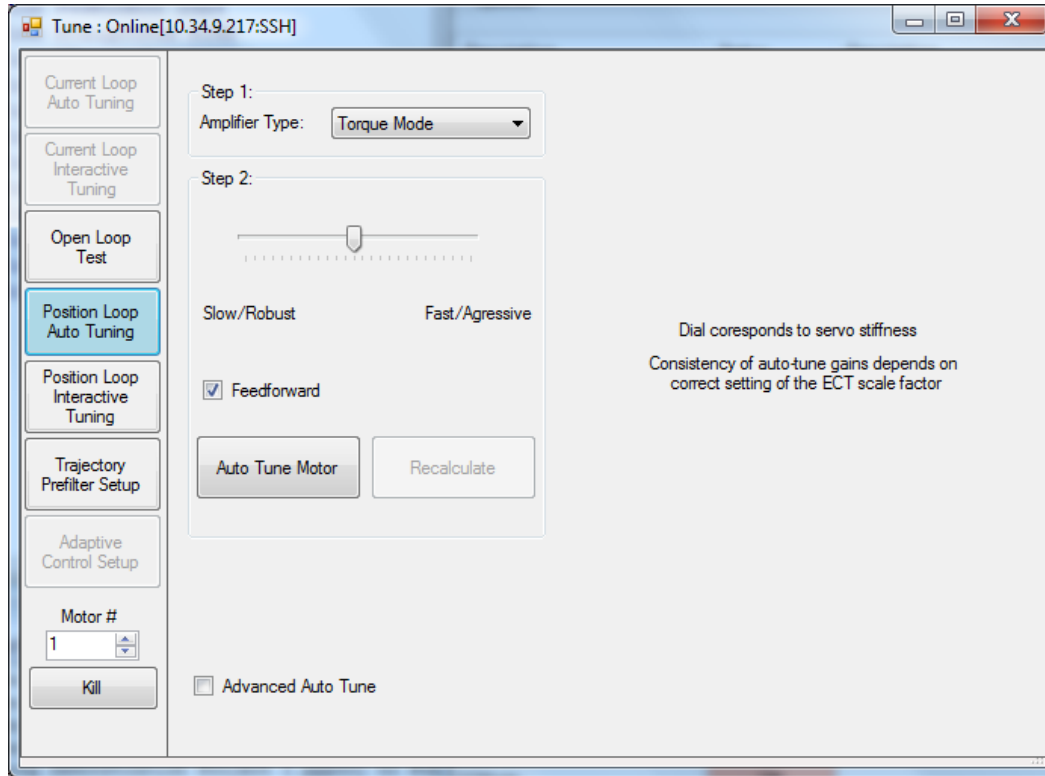 Tune : Online[10.34.9.217:SSH]
Current Loop
Auto Tuning
Current Loop
Interactive
Tuning
Open Loop
Test
Position Loop
Auto Tuning
Position Loop
Interactive
Tuning
Trajectory
Prefilter Setup
Adaptive
Control Setup
Motor #
1
Kill
Step 1:
Amplifier Type: Torque Mode
Step 2:
Slow/Robust Fast/Agressive
Feedforward
Auto Tune Motor Recalculate
Advanced Auto Tune
Dial coresponds to servo stiffness
Consistency of auto-tune gains depends on
correct setting of the ECT scale factor